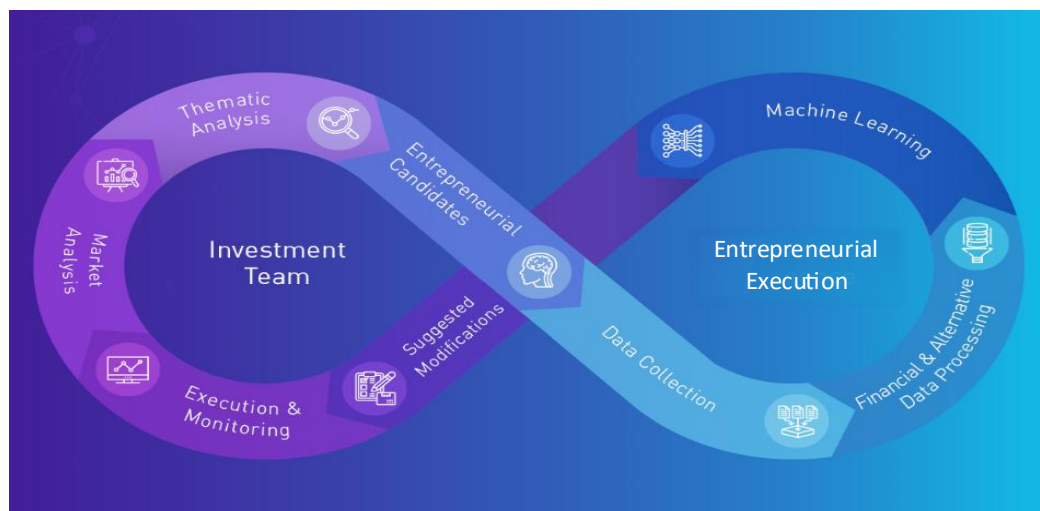 Thematic
Analysis
Entrepreneurial
Candidates
Machine Learning
Market
Analysis
Investment
Team
Entrepreneurial
Execution
Suggested
Modifications
Data Collection
Financial & Alternative
Data Processing
Execution &
Monitoring